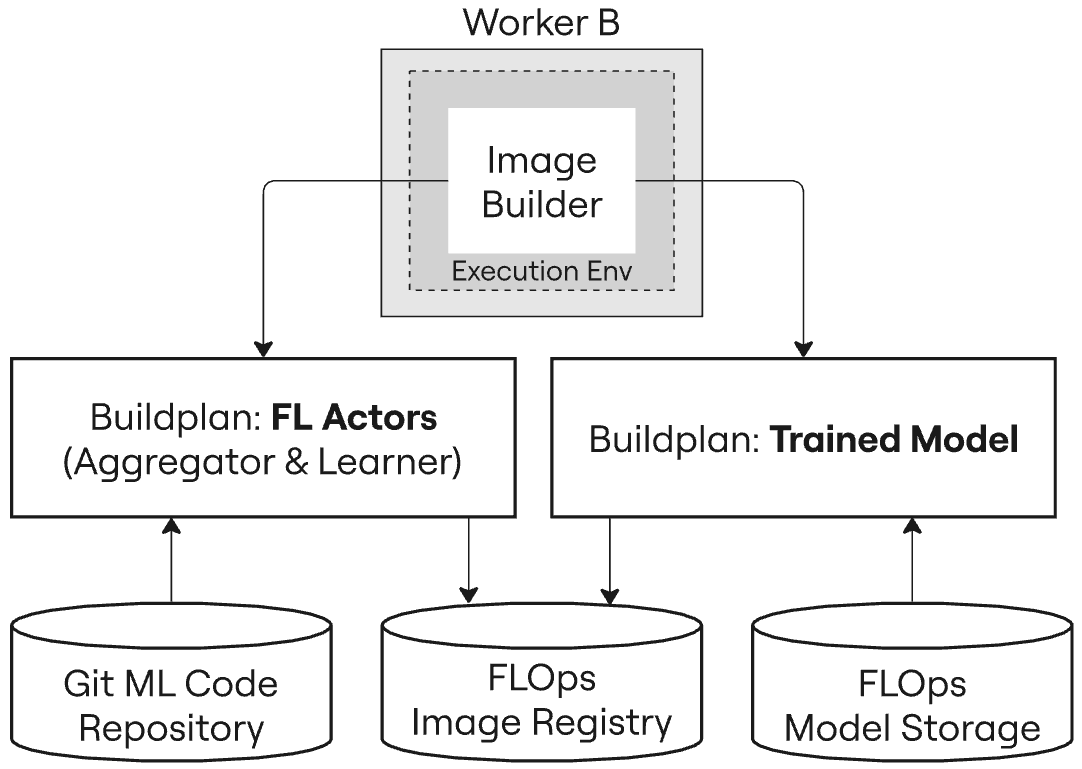 Worker B
Image
Builder
Execution Env
Buildplan: FL Actors
(Aggregator & Learner)
Buildplan: Trained Model
Git ML Code
Repository
FLOps
Image Registry
FLOps
Model Storage